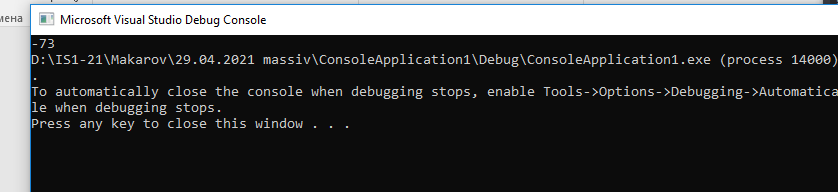 мена
Microsoft Visual Studio Debug Console
-73
D:\IS1-21\Makarov\29.04.2021 massiv\ConsoleApplication1\Debug\ConsoleApplication1.exe (process 14000)
.
To automatically close the console when debugging stops, enable Tools->Options->Debugging->Automatica
le when debugging stops.
Press any key to close this window . . .